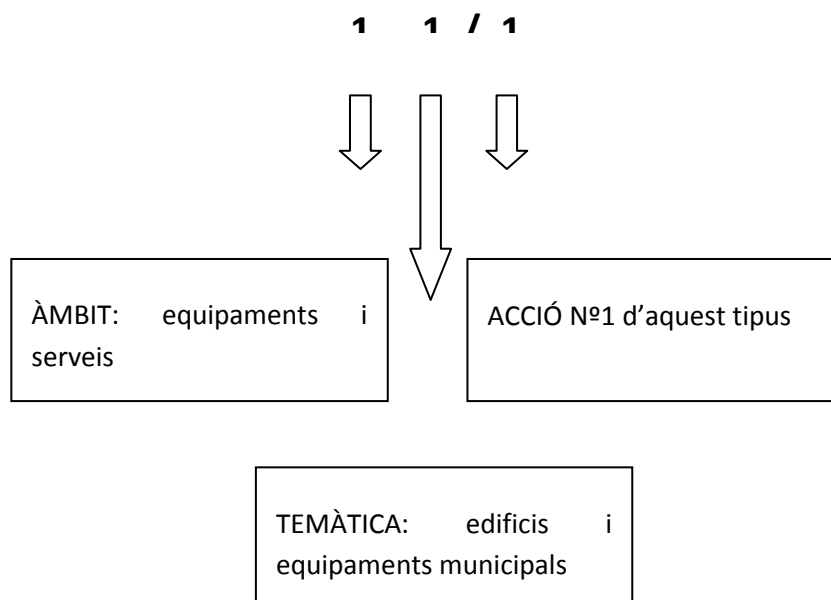 1 1 / 1
ÀMBIT: equipaments i
serveis
ACCIÓ Nº1 d’aquest tipus
TEMÀTICA: edificis i
equipaments municipals